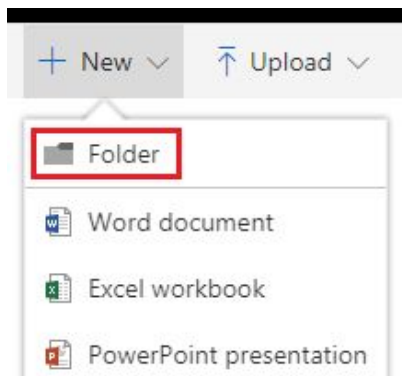 New Upload
Folder
Word document
Excel workbook
PowerPoint presentation